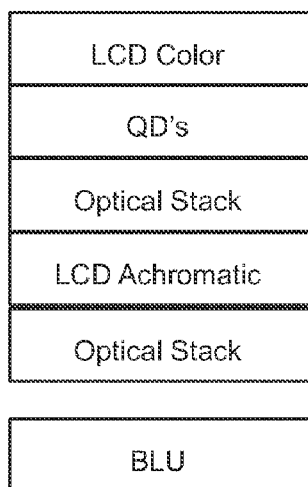 LCD Color
QD's
Optical Stack
LCD Achromatic
Optical Stack
BLU